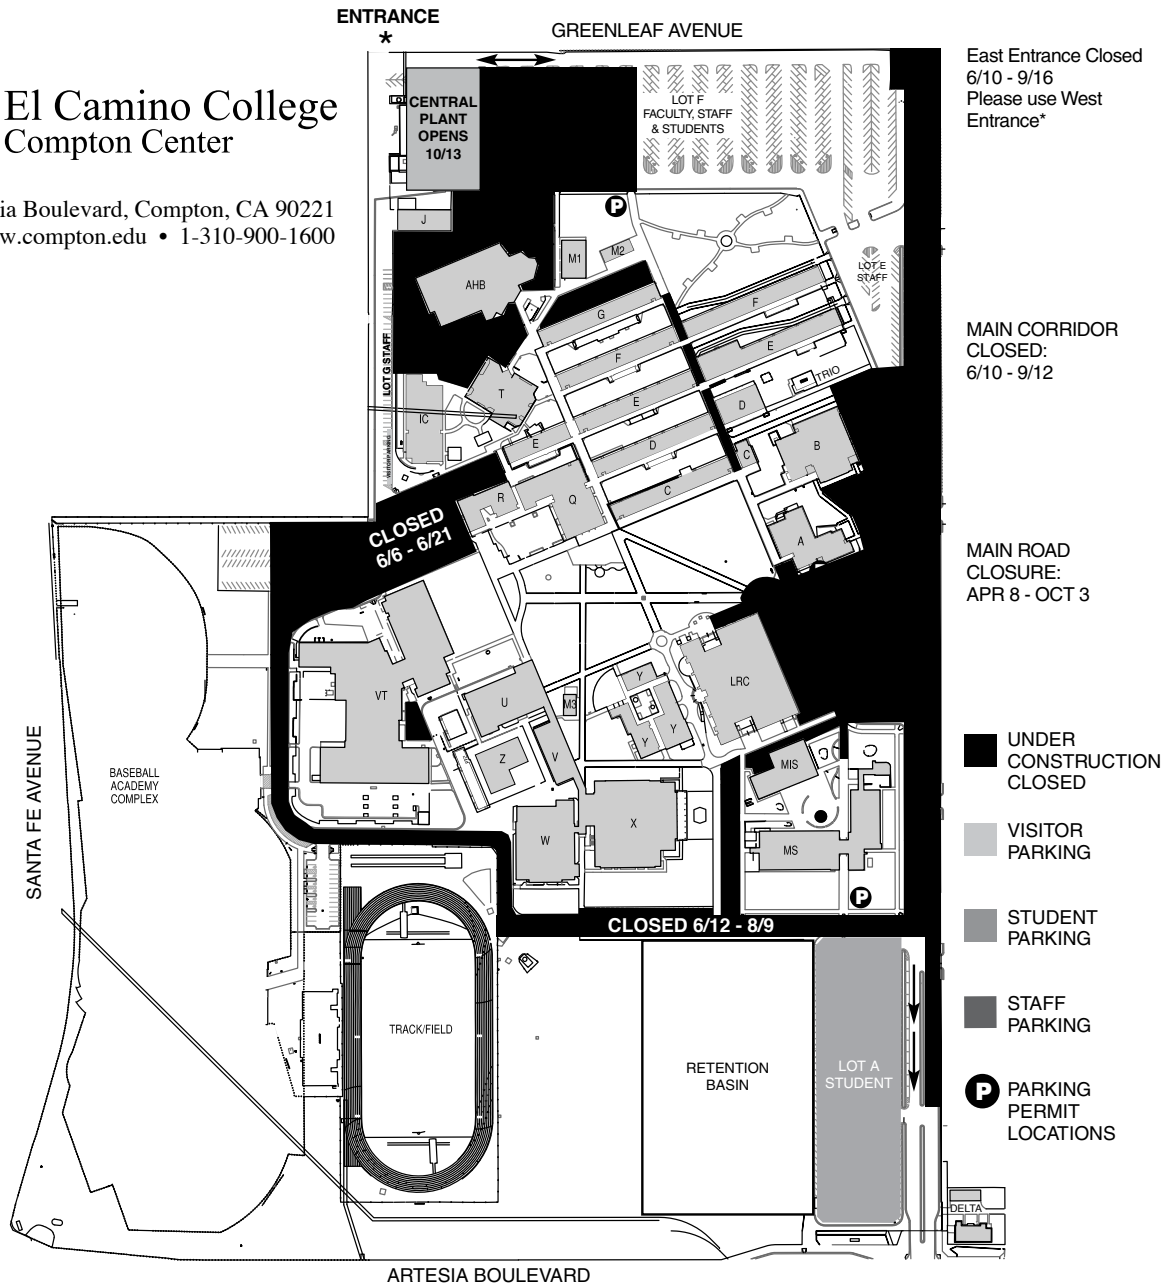 ENTRANCE
*
GREENLEAF AVENUE
East Entrance Closed
6/10 - 9/16
Please use West
Entrance*
El Camino College
Compton Center
ia Boulevard, Compton, CA 90221
w.compton.edu • 1-310-900-1600
CENTRAL
PLANT
OPENS
10/13
LOT F
FACULTY, STAFF
& STUDENTS
J
P
M1
M2
AHB
LOT E
STAFF
G
F
F
E
MAIN CORRIDOR
CLOSED:
6/10 - 9/12
LOT G STAFF
T
TRIO
IC
E
D
E
D
B
C
C
R
Q
CLOSED
6/6 - 6/21
A
MAIN ROAD
CLOSURE:
APR 8 - OCT 3
VT
U
M3
Y
Y
Y
LRC
Z
V
MIS
SANTA FE AVENUE
BASEBALL
ACADEMY
COMPLEX
UNDER
CONSTRUCTION
CLOSED
W
X
MS
VISITOR
PARKING
P
CLOSED 6/12 - 8/9
STUDENT
PARKING
STAFF
PARKING
TRACK/FIELD
RETENTION
BASIN
LOT A
STUDENT
P
PARKING
PERMIT
LOCATIONS
DELTA
ARTESIA BOULEVARD